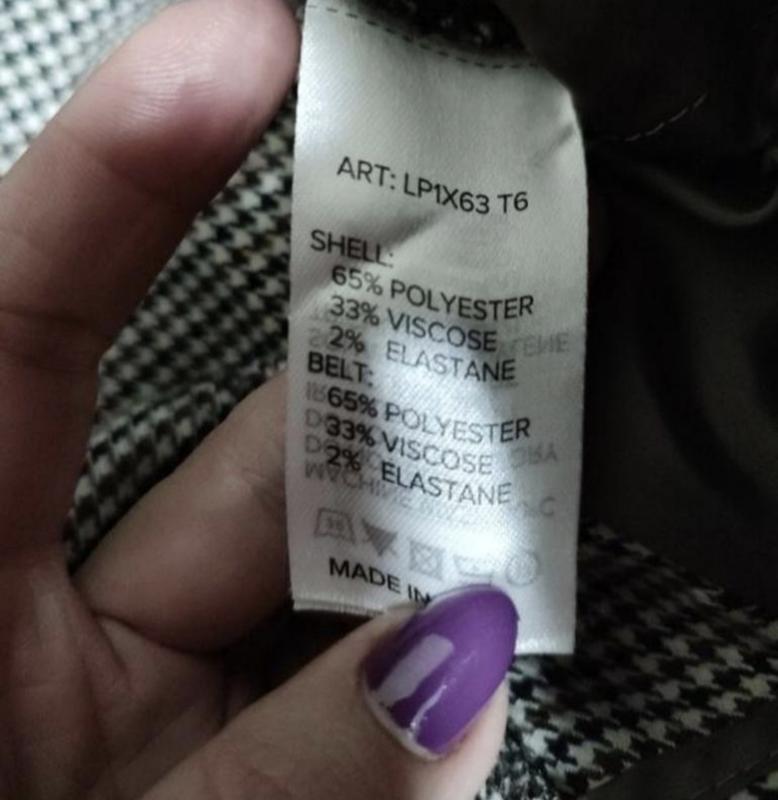 ART: LP1X63 T6
SHELL:
65% POLYESTER
33% VISCOSE
2% ELASTANE
BELT:
65% POLYESTER
33% VISCOSE
2% ELASTANE
MADE IN